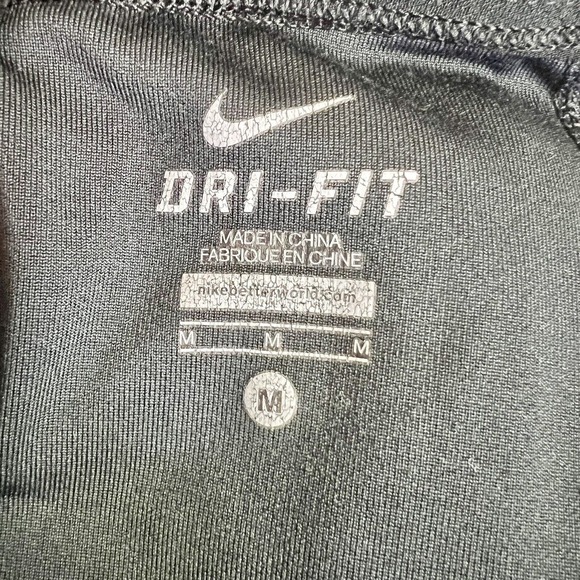 DRI-FIT
MADE IN CHINA
FABRIQUE EN CHINE
nikebetterworld.com
M M M
M